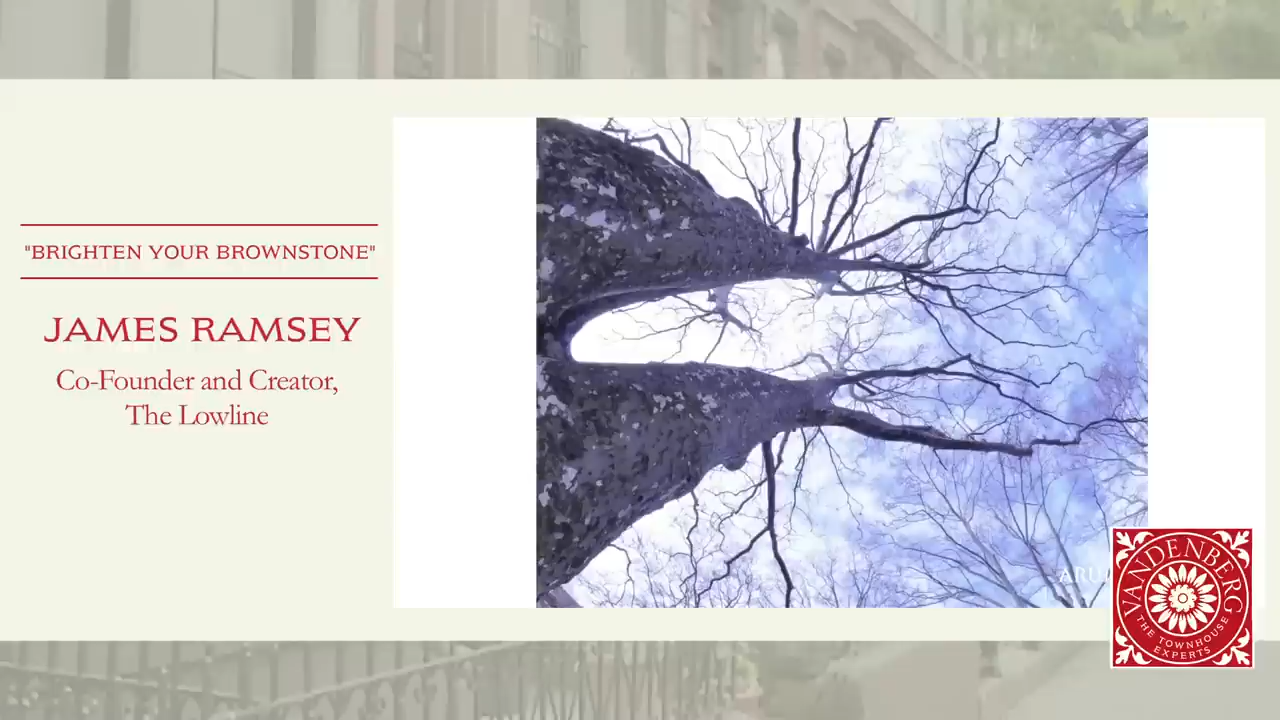 "BRIGHTEN YOUR BROWNSTONE"
JAMES RAMSEY
Co-Founder and Creator,
The Lowline
VANDENBERG
THE TOWNHOUSE
EXPERTS